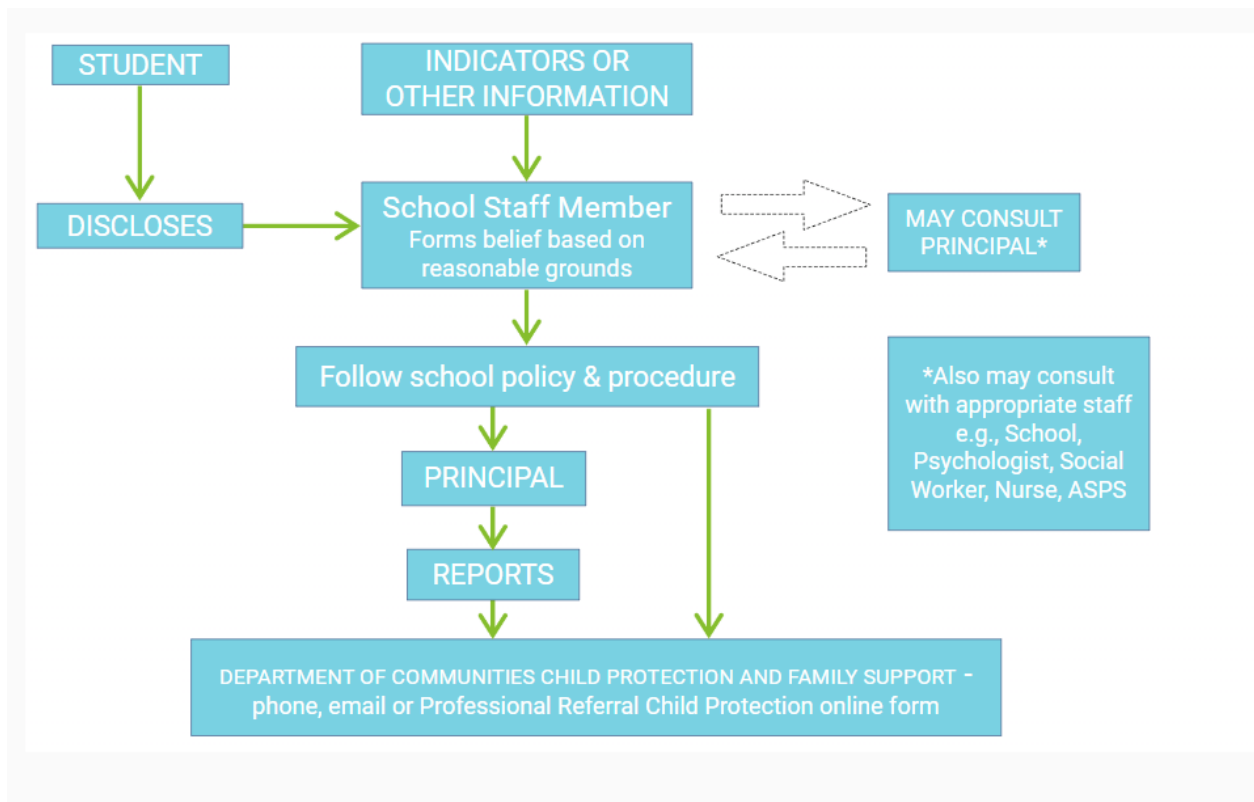 STUDENT
INDICATORS OR
OTHER INFORMATION
DISCLOSES
School Staff Member
Forms belief based on
reasonable grounds
MAY CONSULT
PRINCIPAL*
Follow school policy & procedure
*Also may consult
with appropriate staff
e.g., School,
Psychologist, Social
Worker, Nurse, ASPS
PRINCIPAL
REPORTS
DEPARTMENT OF COMMUNITIES CHILD PROTECTION AND FAMILY SUPPORT -
phone, email or Professional Referral Child Protection online form